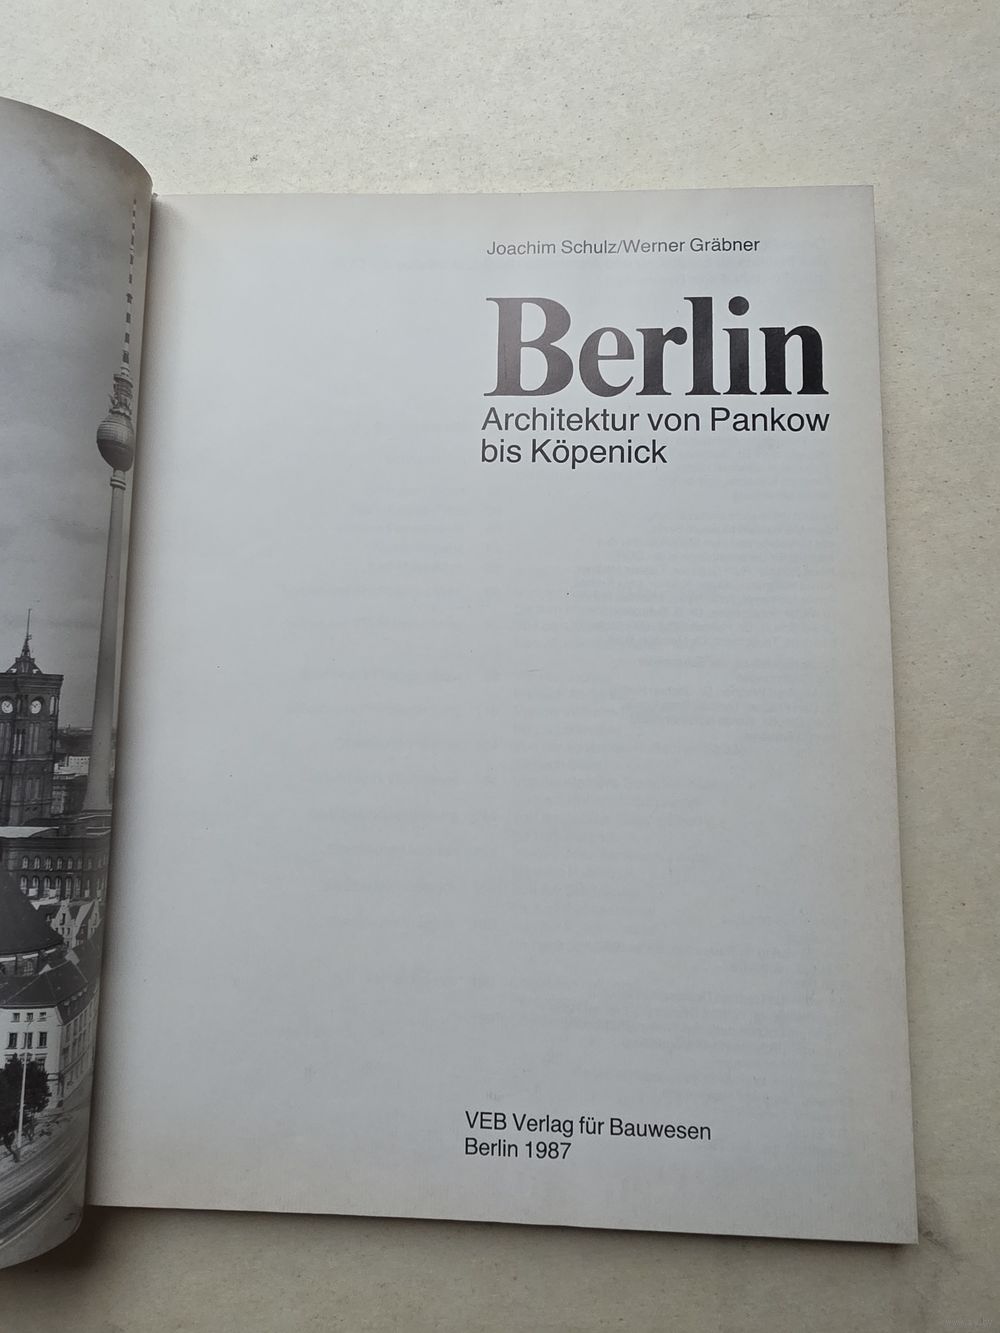 Joachim Schulz/Werner Gräbner
Berlin
Architektur von Pankow
bis Köpenick
VEB Verlag für Bauwesen
Berlin 1987